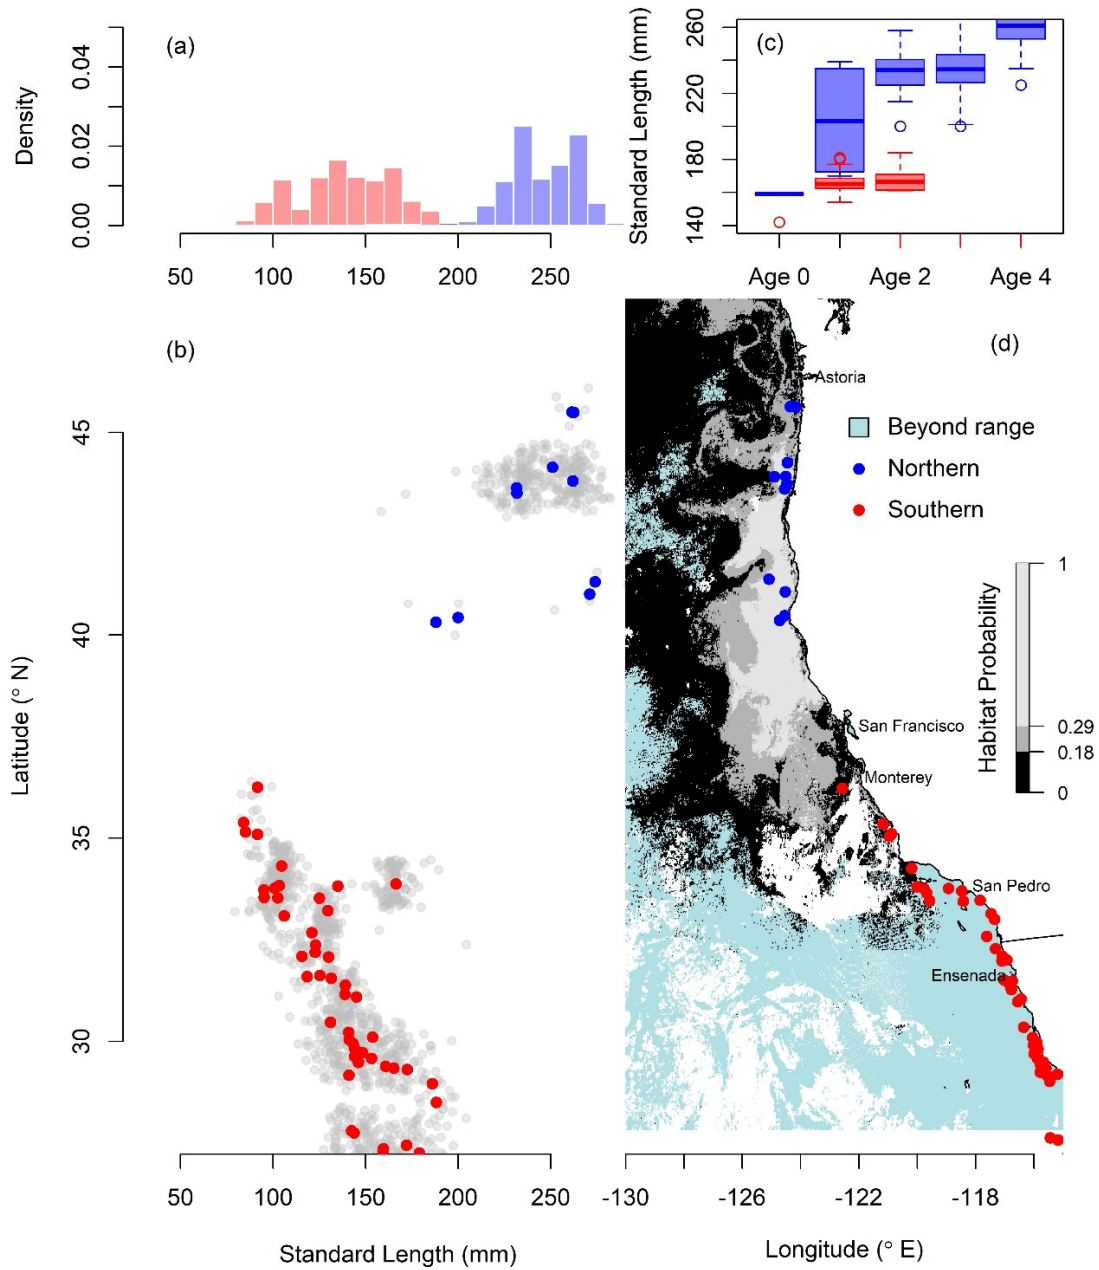 (a)
Density
0.00
0.02
0.04
50
100
150
200
250
(c)
Standard Length (mm)
140
180
220
260
Age 0
Age 2
Age 4
(b)
Latitude (° N)
30
35
40
45
50
100
150
200
250
Standard Length (mm)
(d)
Astoria
Beyond range
Northern
Southern
Habitat Probability
1
0.29
0.18
0
San Francisco
Monterey
San Pedro
Ensenada
-130
-126
-122
-118
Longitude (° E)